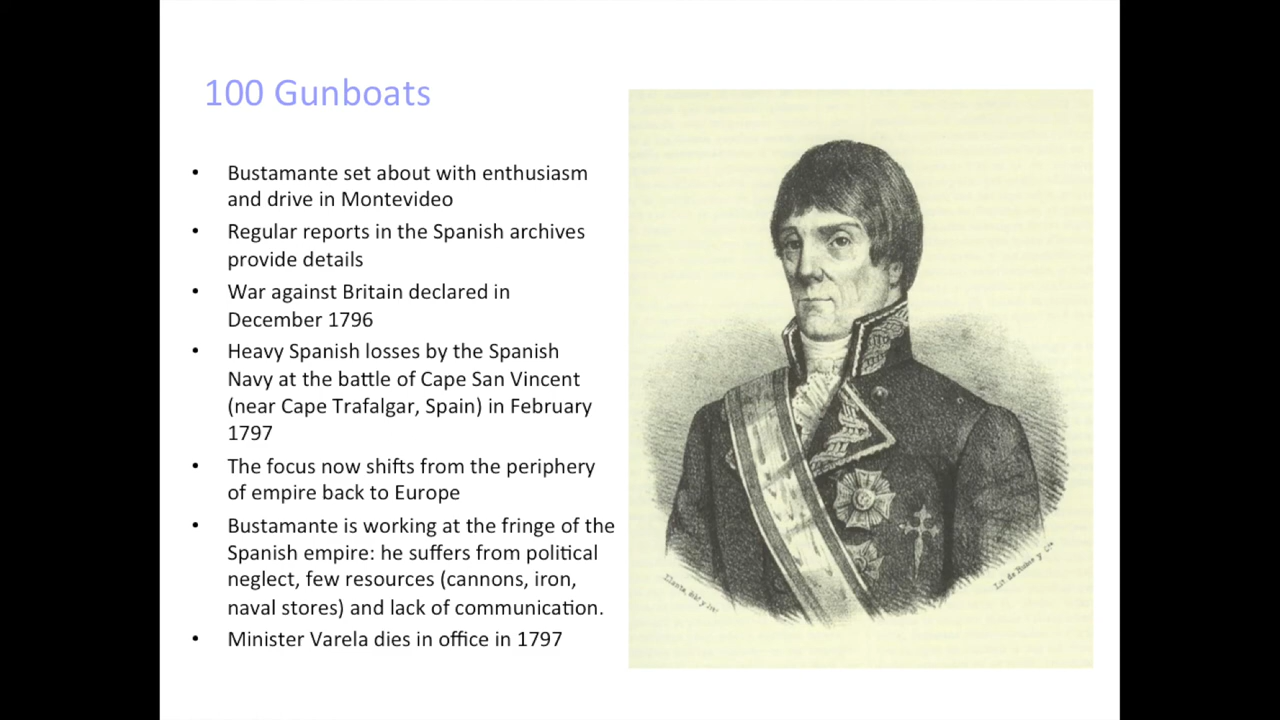 100 Gunboats
• Bustamante set about with enthusiasm
and drive in Montevideo
• Regular reports in the Spanish archives
provide details
• War against Britain declared in
December 1796
• Heavy Spanish losses by the Spanish
Navy at the battle of Cape San Vincent
(near Cape Trafalgar, Spain) in February
1797
• The focus now shifts from the periphery
of empire back to Europe
• Bustamante is working at the fringe of the
Spanish empire: he suffers from political
neglect, few resources (cannons, iron,
naval stores) and lack of communication.
• Minister Varela dies in office in 1797